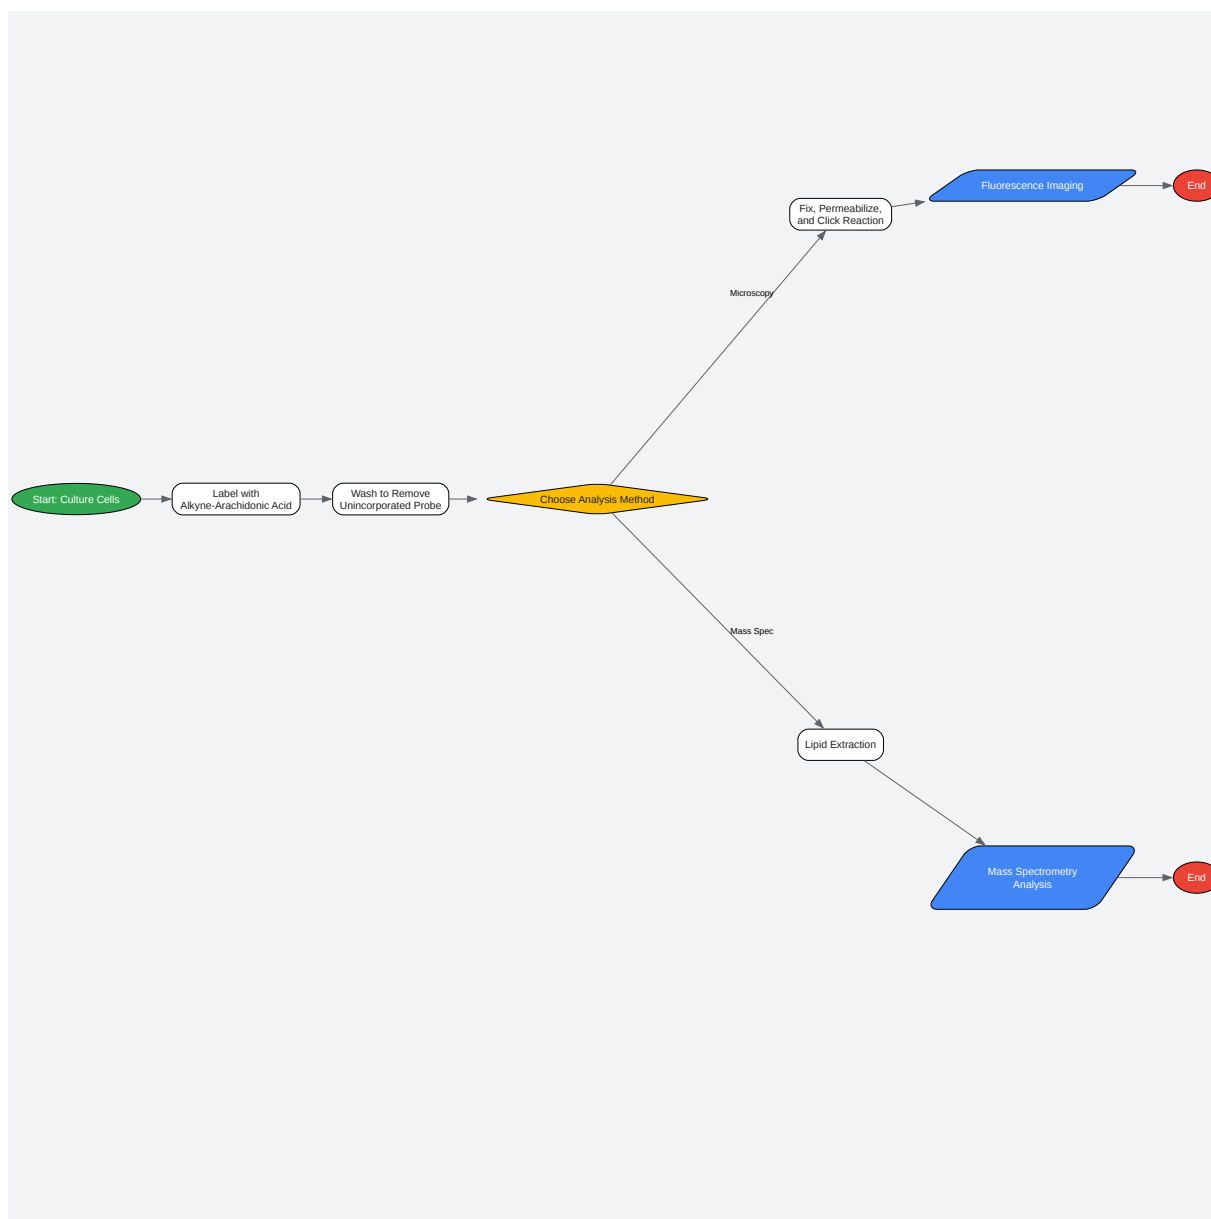 Start: Culture Cells
Label with
Alkyne-Arachidonic Acid
Wash to Remove
Unincorporated Probe
Choose Analysis Method
Microscopy
Fix, Permeabilize,
and Click Reaction
Fluorescence Imaging
End
Mass Spec
Lipid Extraction
Mass Spectrometry
Analysis
End